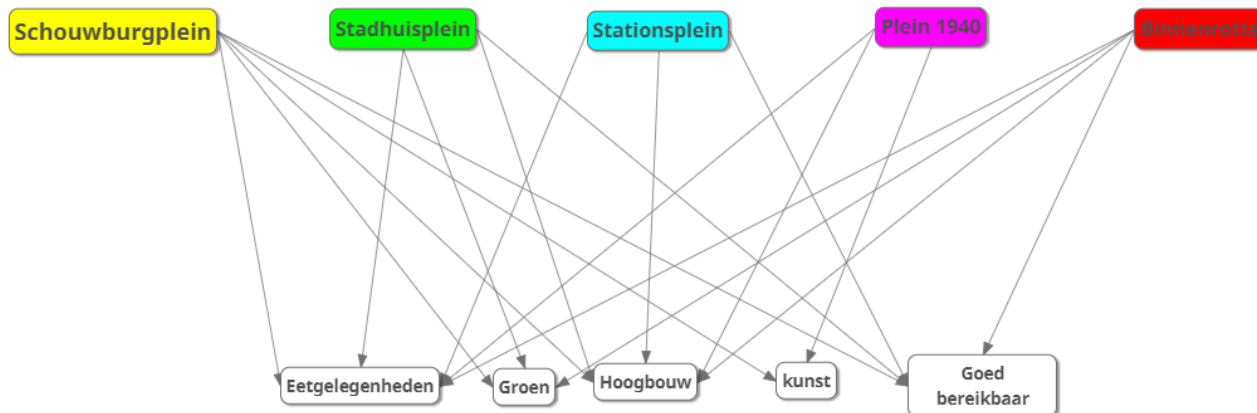 Schouwburgplein
Stadhuisplein
Stationsplein
Plein 1940
Binnenrotte
Eetgelegenheden
Groen
Hoogbouw
kunst
Goed
bereikbaar